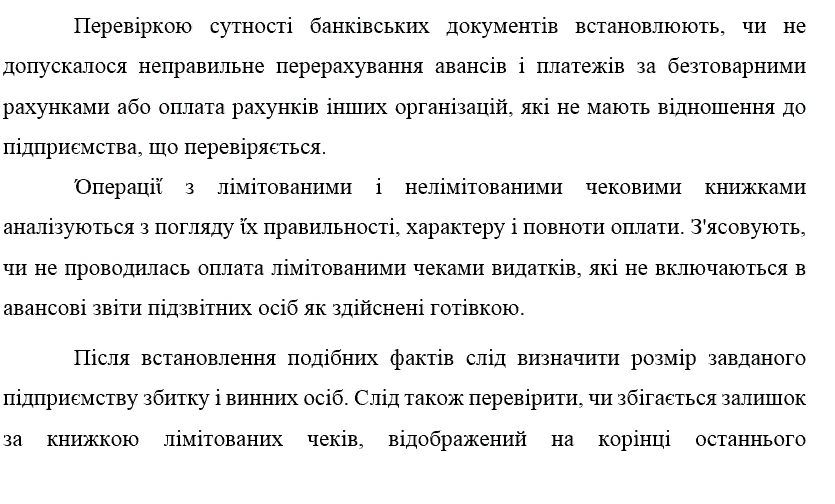 Перевіркою сутності банківських документів встановлюють, чи не
допускалося неправильне перерахування авансів і платежів за безтоварними
рахунками або оплата рахунків інших організацій, які не мають відношення до
підприємства, що перевіряється.
Όпераціΐ з лімітованими і нелімітованими чековими книжками
аналізуються з погляду ΐх правильності, характеру і повноти оплати. З'ясовують,
чи не проводилась оплата лімітованими чеками видатків, які не включаються в
авансові звіти підзвітних осіб як здійснені готівкою.
Після встановлення подібних фактів слід визначити розмір завданого
підприємству збитку і винних осіб. Слід також перевірити, чи збігається залишок
за книжкою лімітованих чеків, відображений на корінці останнього